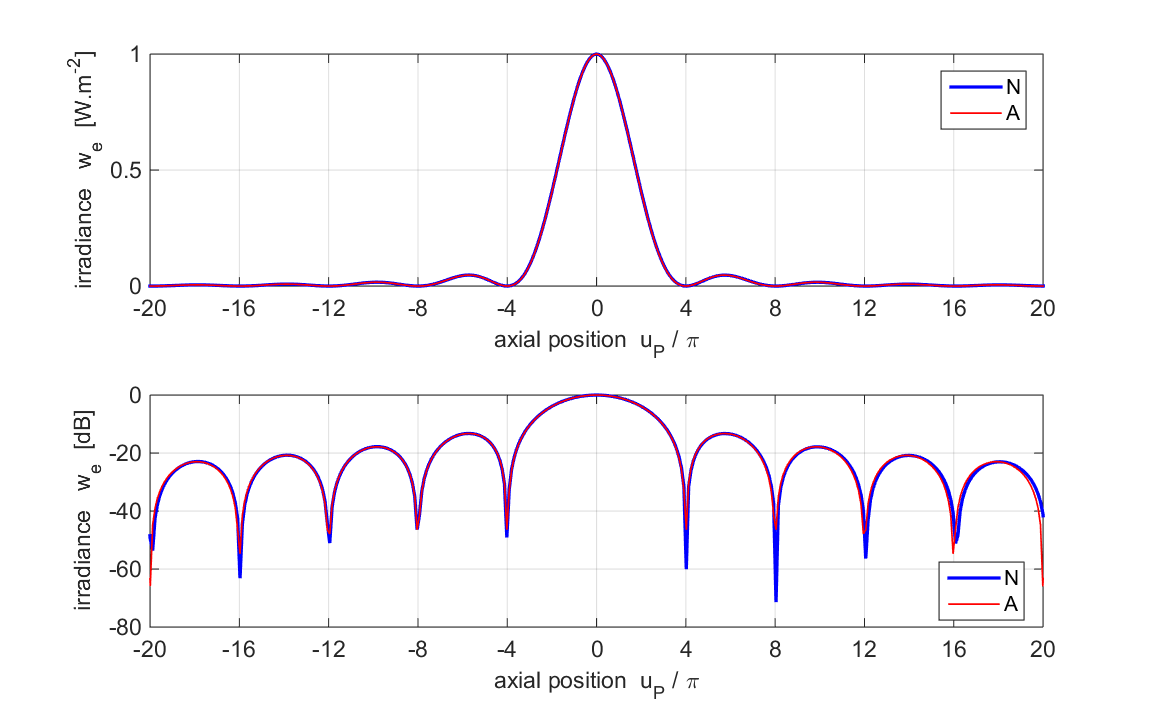 irradiance w_e [W.m^-2]
1
0.5
0
N
A
-20 -16 -12 -8 -4 0 4 8 12 16 20
axial position u_P / π
irradiance w_e [dB]
0
-20
-40
-60
-80
N
A
-20 -16 -12 -8 -4 0 4 8 12 16 20
axial position u_P / π